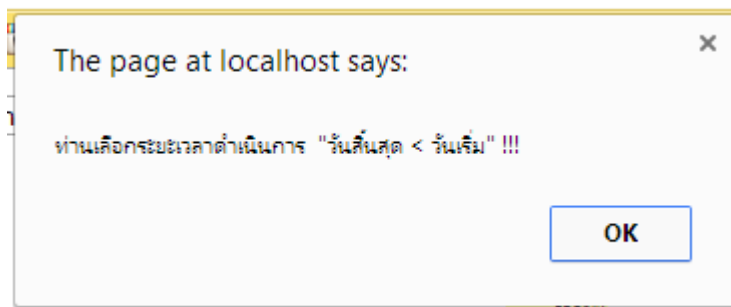 The page at localhost says:
ท่านเลือกระยะเวลาดำเนินการ "วันสิ้นสุด < วันเริ่ม" !!!
OK